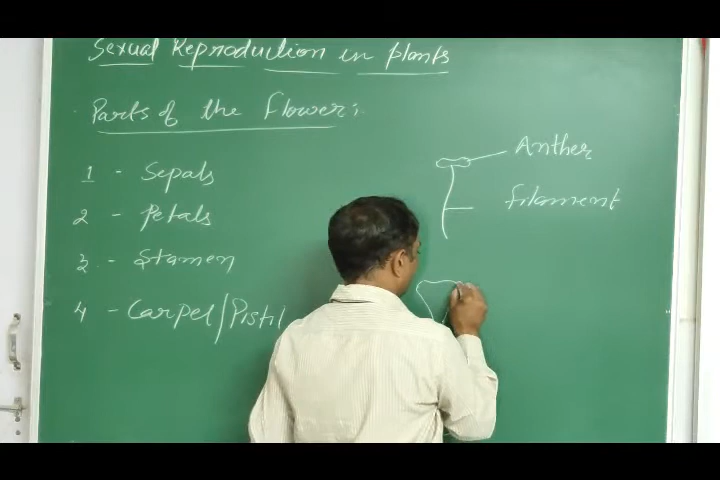 Sexual Reproduction in plants
Parts of the flower:
1 - Sepals
2 - Petals
3 - Stamen
4 - Carpel/Pistil
Anther
filament